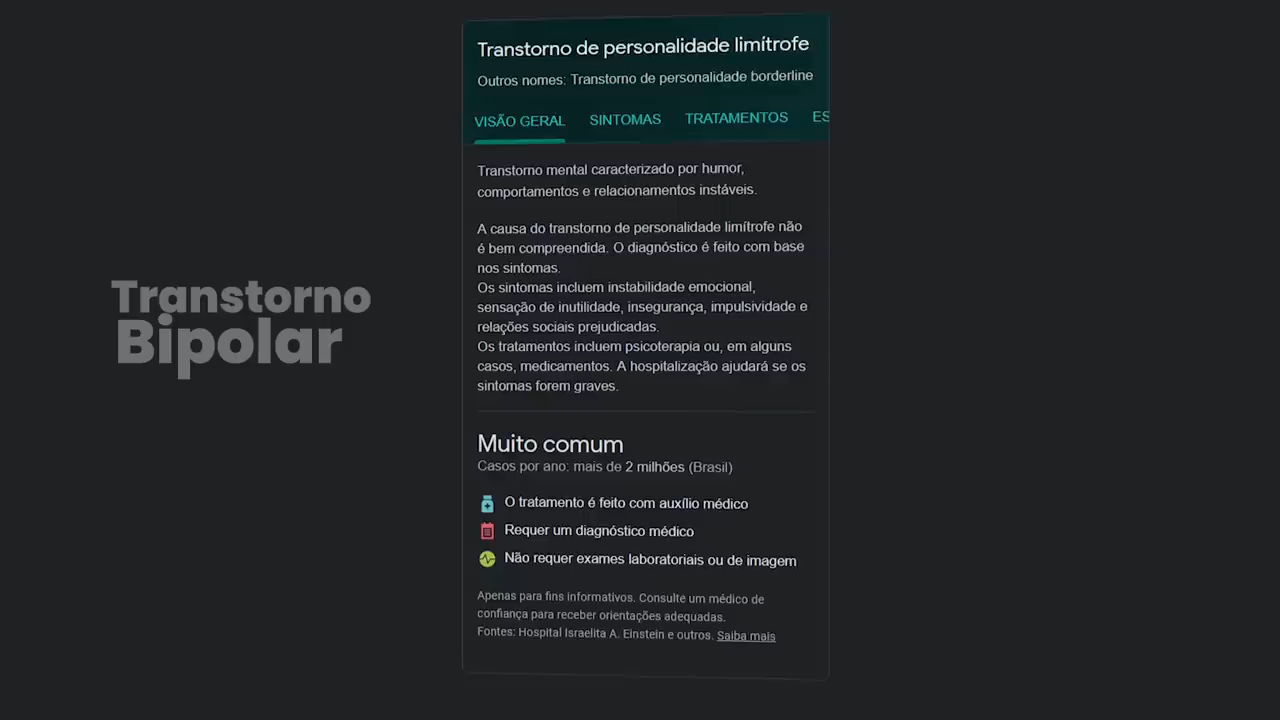 Transtorno
Bipolar
Transtorno de personalidade limítrofe
Outros nomes: Transtorno de personalidade borderline
VISÃO GERAL SINTOMAS TRATAMENTOS ES
Transtorno mental caracterizado por humor,
comportamentos e relacionamentos instáveis.
A causa do transtorno de personalidade limítrofe não
é bem compreendida. O diagnóstico é feito com base
nos sintomas.
Os sintomas incluem instabilidade emocional,
sensação de inutilidade, insegurança, impulsividade e
relações sociais prejudicadas.
Os tratamentos incluem psicoterapia ou, em alguns
casos, medicamentos. A hospitalização ajudará se os
sintomas forem graves.
Muito comum
Casos por ano: mais de 2 milhões (Brasil)
O tratamento é feito com auxílio médico
Requer um diagnóstico médico
Não requer exames laboratoriais ou de imagem
Apenas para fins informativos. Consulte um médico de
confiança para receber orientações adequadas.
Fontes: Hospital Israelita A. Einstein e outros. Saiba mais